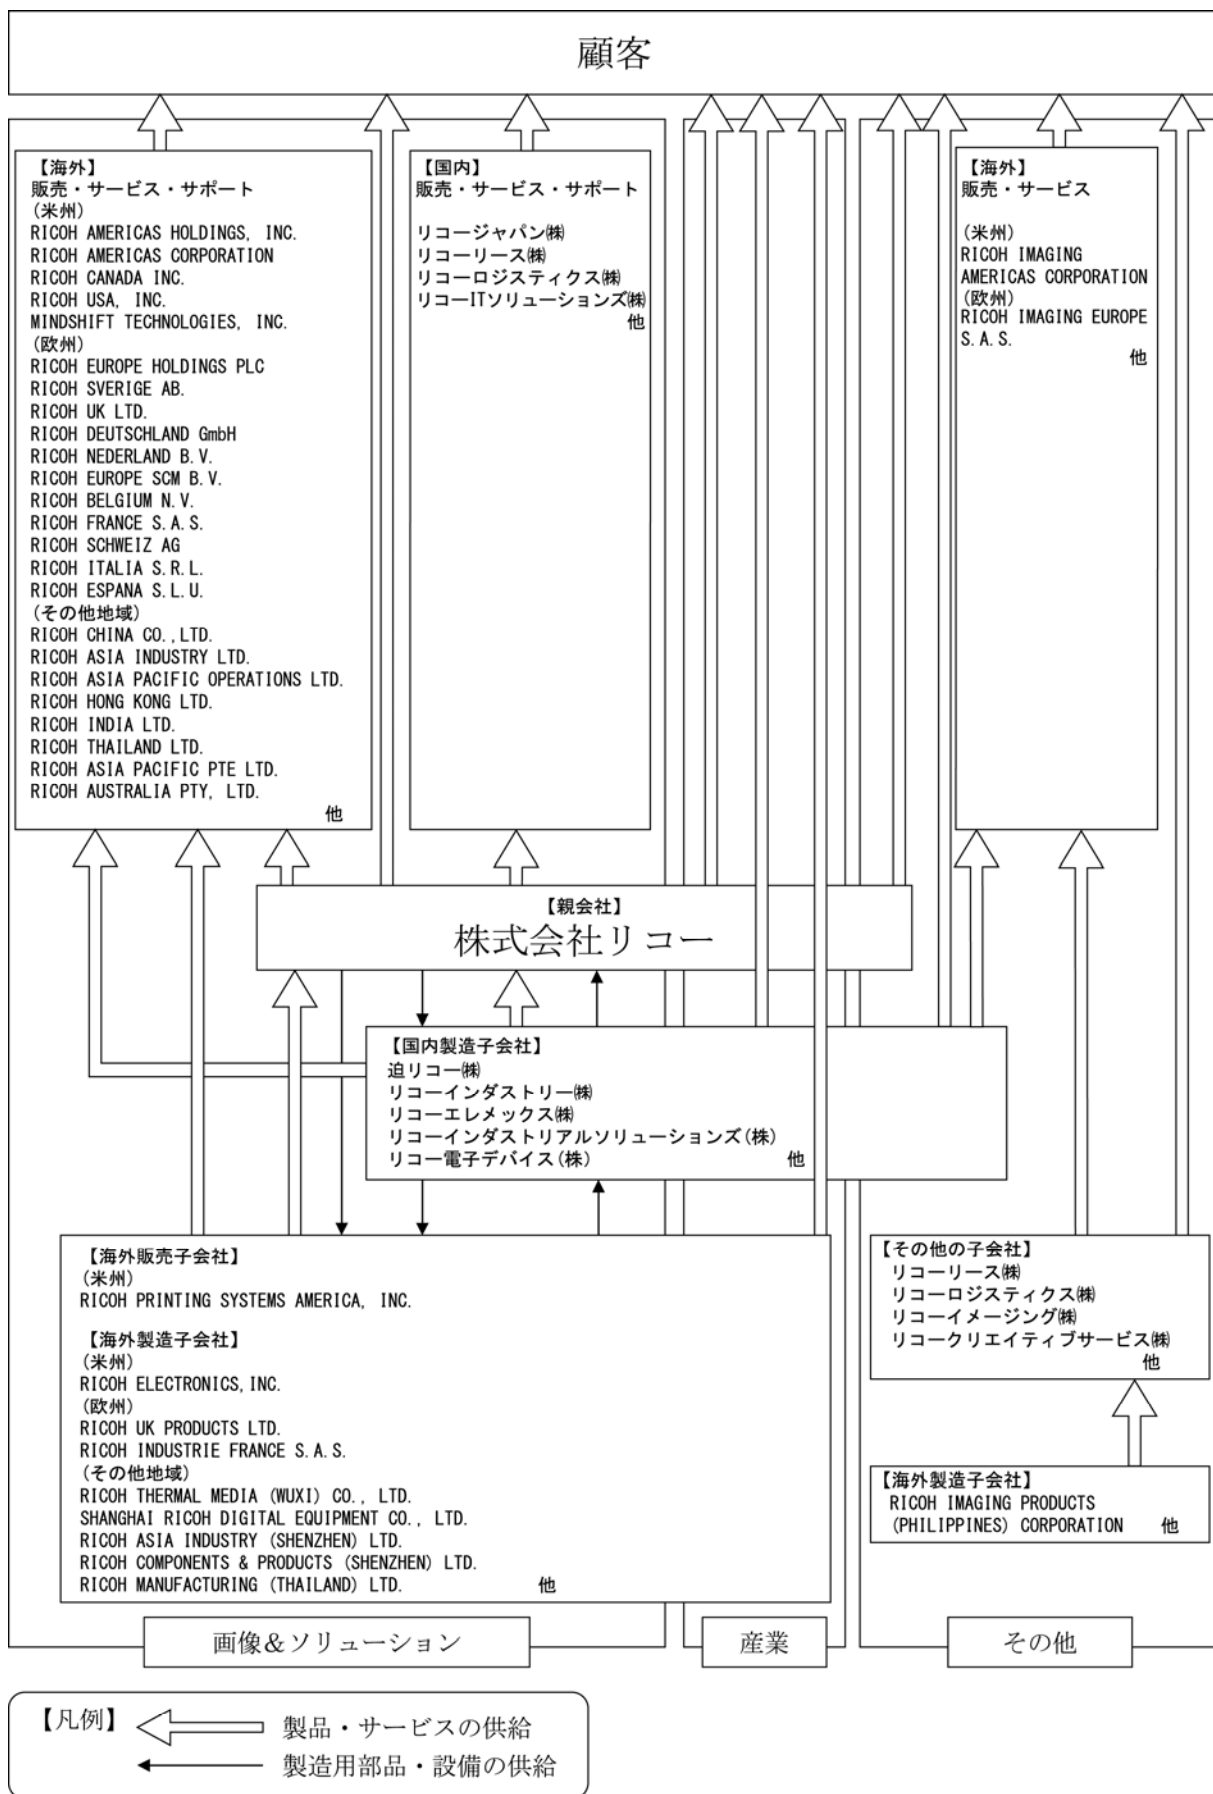 顧客
【海外】
販売・サービス・サポート
(米州)
RICOH AMERICAS HOLDINGS, INC.
RICOH AMERICAS CORPORATION
RICOH CANADA INC.
RICOH USA, INC.
MINDSHIFT TECHNOLOGIES, INC.
(欧州)
RICOH EUROPE HOLDINGS PLC
RICOH SVERIGE AB.
RICOH UK LTD.
RICOH DEUTSCHLAND GmbH
RICOH NEDERLAND B.V.
RICOH EUROPE SCM B.V.
RICOH BELGIUM N.V.
RICOH FRANCE S.A.S.
RICOH SCHWEIZ AG
RICOH ITALIA S.R.L.
RICOH ESPANA S.L.U.
(その他地域)
RICOH CHINA CO.,LTD.
RICOH ASIA INDUSTRY LTD.
RICOH ASIA PACIFIC OPERATIONS LTD.
RICOH HONG KONG LTD.
RICOH INDIA LTD.
RICOH THAILAND LTD.
RICOH ASIA PACIFIC PTE LTD.
RICOH AUSTRALIA PTY, LTD.
他
【国内】
販売・サービス・サポート
リコージャパン㈱
リコーリース㈱
リコーロジスティクス㈱
リコーITソリューションズ㈱
他
【海外】
販売・サービス
(米州)
RICOH IMAGING
AMERICAS CORPORATION
(欧州)
RICOH IMAGING EUROPE
S.A.S.
他
【親会社】
株式会社リコー
【国内製造子会社】
迫リコー㈱
リコーインダストリー㈱
リコーエレメックス㈱
リコーインダストリアルソリューションズ(株)
リコー電子デバイス(株) 他
【海外販売子会社】
(米州)
RICOH PRINTING SYSTEMS AMERICA, INC.
【海外製造子会社】
(米州)
RICOH ELECTRONICS,INC.
(欧州)
RICOH UK PRODUCTS LTD.
RICOH INDUSTRIE FRANCE S.A.S.
(その他地域)
RICOH THERMAL MEDIA (WUXI) CO., LTD.
SHANGHAI RICOH DIGITAL EQUIPMENT CO., LTD.
RICOH ASIA INDUSTRY (SHENZHEN) LTD.
RICOH COMPONENTS & PRODUCTS (SHENZHEN) LTD.
RICOH MANUFACTURING (THAILAND) LTD. 他
【その他の子会社】
リコーリース㈱
リコーロジスティクス㈱
リコーイメージング㈱
リコークリエイティブサービス㈱
他
【海外製造子会社】
RICOH IMAGING PRODUCTS
(PHILIPPINES) CORPORATION 他
画像&ソリューション
産業
その他
【凡例】 製品・サービスの供給
製造用部品・設備の供給